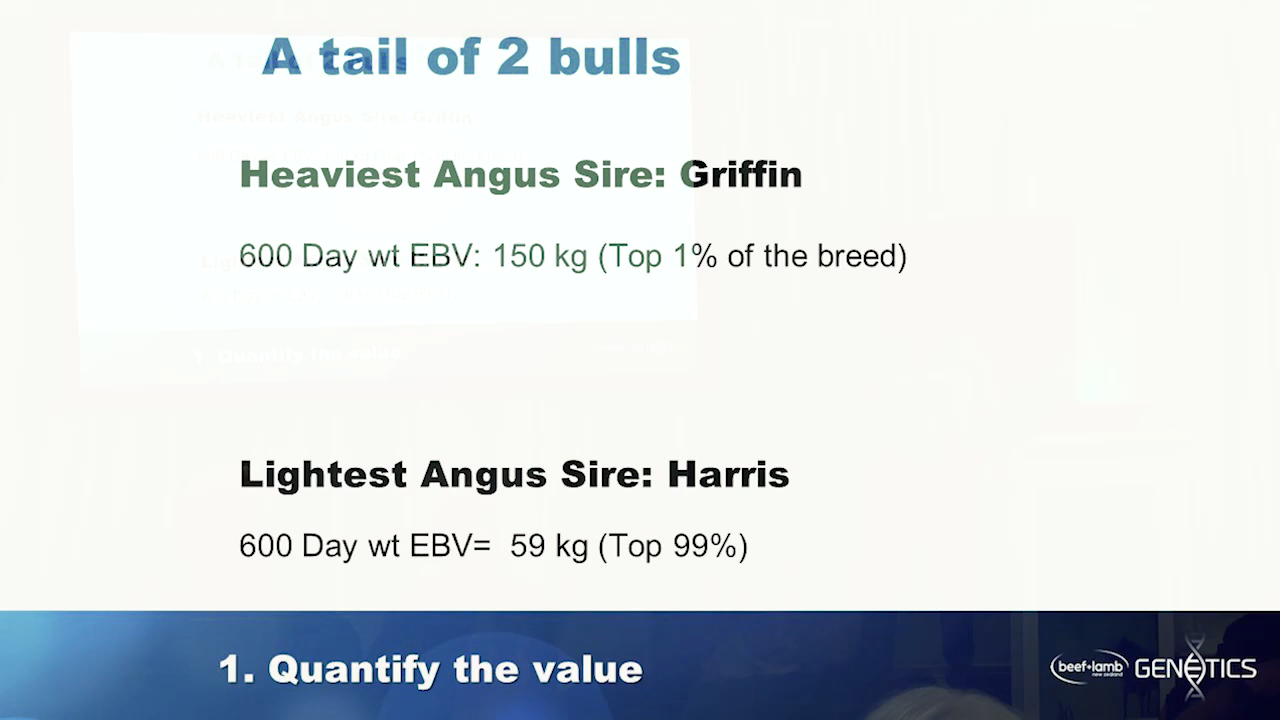 A tail of 2 bulls
Heaviest Angus Sire: Griffin
600 Day wt EBV: 150 kg (Top 1% of the breed)
Lightest Angus Sire: Harris
600 Day wt EBV= 59 kg (Top 99%)
1. Quantify the value
beef+lamb
new zealand
GENETICS